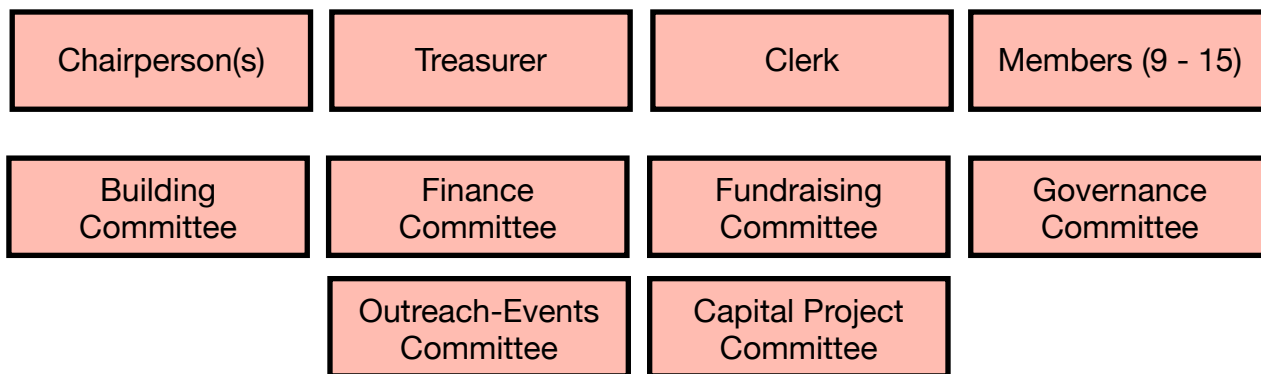 Chairperson(s)
Treasurer
Clerk
Members (9 - 15)
Building
Committee
Finance
Committee
Fundraising
Committee
Governance
Committee
Outreach-Events
Committee
Capital Project
Committee